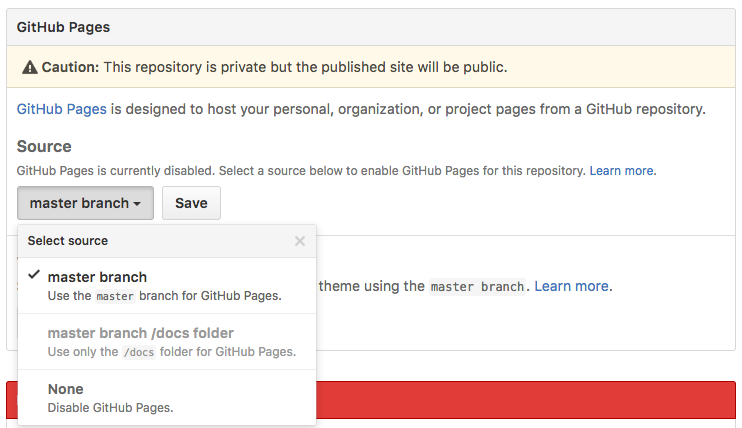 GitHub Pages
Caution: This repository is private but the published site will be public.
GitHub Pages is designed to host your personal, organization, or project pages from a GitHub repository.
Source
GitHub Pages is currently disabled. Select a source below to enable GitHub Pages for this repository. Learn more.
master branch Save
Select source
master branch
Use the master branch for GitHub Pages.
theme using the master branch. Learn more.
master branch /docs folder
Use only the /docs folder for GitHub Pages.
None
Disable GitHub Pages.